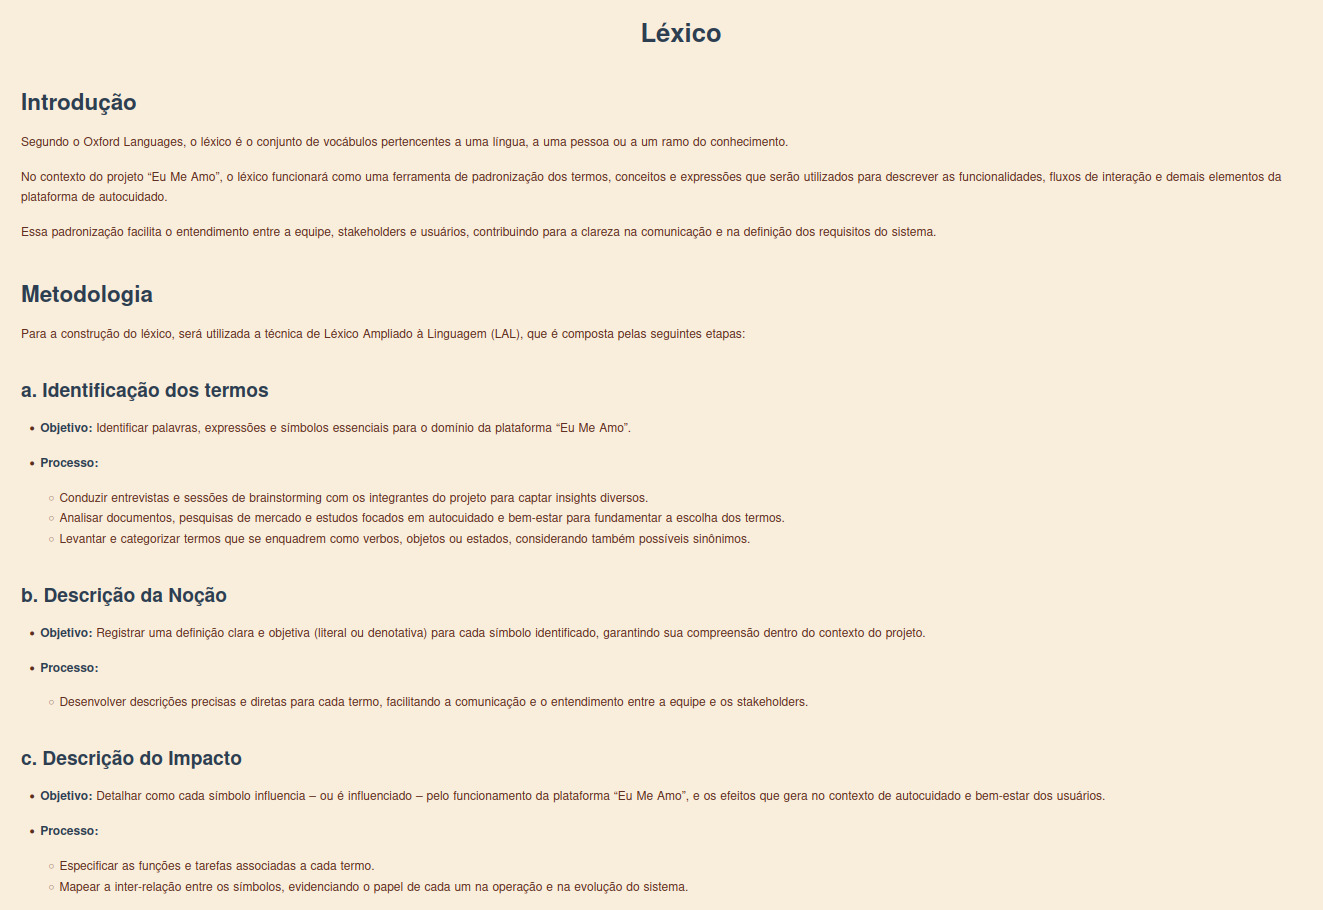 Léxico
Introdução
Segundo o Oxford Languages, o léxico é o conjunto de vocábulos pertencentes a uma língua, a uma pessoa ou a um ramo do conhecimento.
No contexto do projeto “Eu Me Amo”, o léxico funcionará como uma ferramenta de padronização dos termos, conceitos e expressões que serão utilizados para descrever as funcionalidades, fluxos de interação e demais elementos da
plataforma de autocuidado.
Essa padronização facilita o entendimento entre a equipe, stakeholders e usuários, contribuindo para a clareza na comunicação e na definição dos requisitos do sistema.
Metodologia
Para a construção do léxico, será utilizada a técnica de Léxico Ampliado à Linguagem (LAL), que é composta pelas seguintes etapas:
a. Identificação dos termos
• Objetivo: Identificar palavras, expressões e símbolos essenciais para o domínio da plataforma “Eu Me Amo”.
• Processo:
○ Conduzir entrevistas e sessões de brainstorming com os integrantes do projeto para captar insights diversos.
○ Analisar documentos, pesquisas de mercado e estudos focados em autocuidado e bem-estar para fundamentar a escolha dos termos.
○ Levantar e categorizar termos que se enquadrem como verbos, objetos ou estados, considerando também possíveis sinônimos.
b. Descrição da Noção
• Objetivo: Registrar uma definição clara e objetiva (literal ou denotativa) para cada símbolo identificado, garantindo sua compreensão dentro do contexto do projeto.
• Processo:
○ Desenvolver descrições precisas e diretas para cada termo, facilitando a comunicação e o entendimento entre a equipe e os stakeholders.
c. Descrição do Impacto
• Objetivo: Detalhar como cada símbolo influencia – ou é influenciado – pelo funcionamento da plataforma “Eu Me Amo”, e os efeitos que gera no contexto de autocuidado e bem-estar dos usuários.
• Processo:
○ Especificar as funções e tarefas associadas a cada termo.
○ Mapear a inter-relação entre os símbolos, evidenciando o papel de cada um na operação e na evolução do sistema.